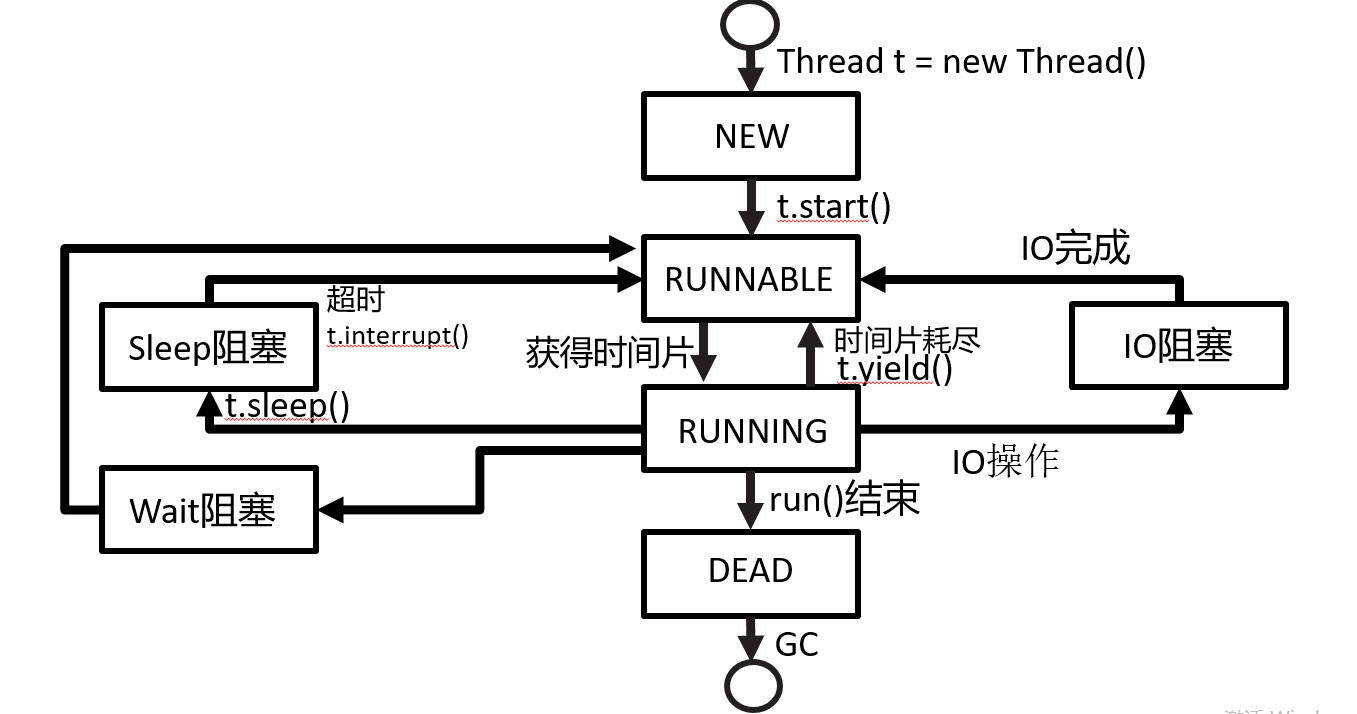 Thread t = new Thread()
NEW
t.start()
IO完成
RUNNABLE
超时
t.interrupt()
Sleep阻塞
获得时间片
时间片耗尽
t.yield()
IO阻塞
t.sleep()
RUNNING
IO操作
Wait阻塞
run()结束
DEAD
GC